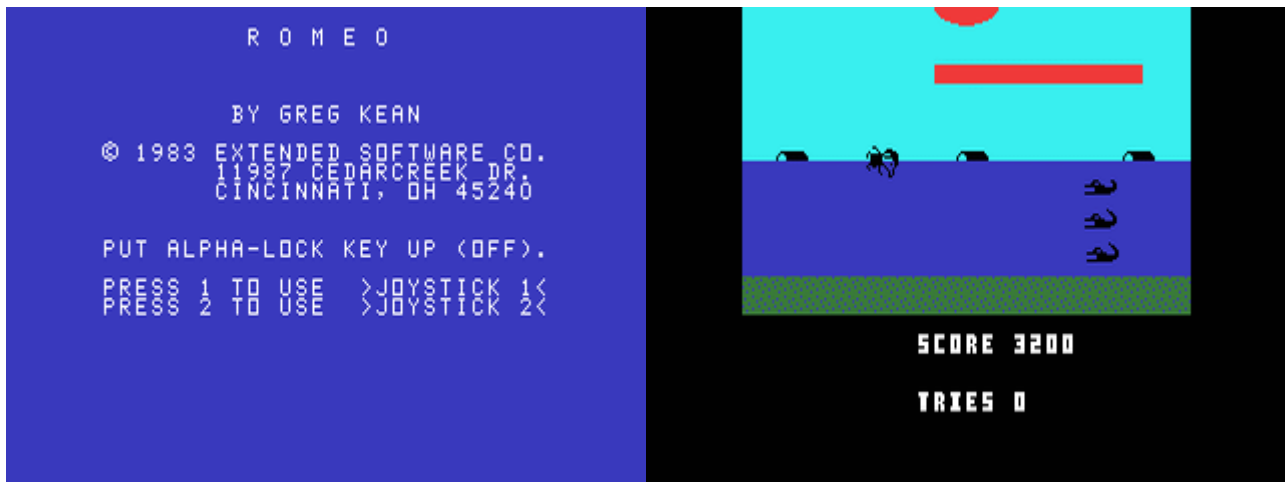 R O M E O
BY GREG KEAN
© 1983 EXTENDED SOFTWARE CO.
11987 CEDARCREEK DR.
CINCINNATI, OH 45240
PUT ALPHA-LOCK KEY UP (OFF).
PRESS 1 TO USE >JOYSTICK 1<
PRESS 2 TO USE >JOYSTICK 2<
SCORE 3200
TRIES 0